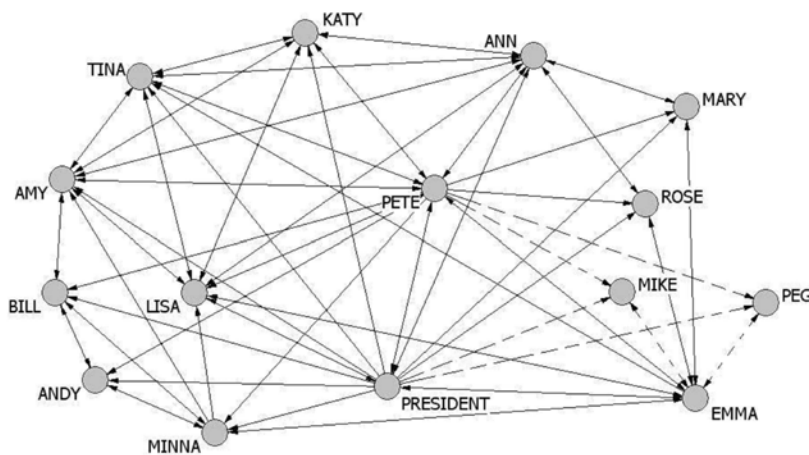 KATY
ANN
TINA
MARY
AMY
PETE
ROSE
MIKE
PEG
BILL
LISA
ANDY
PRESIDENT
EMMA
MINNA